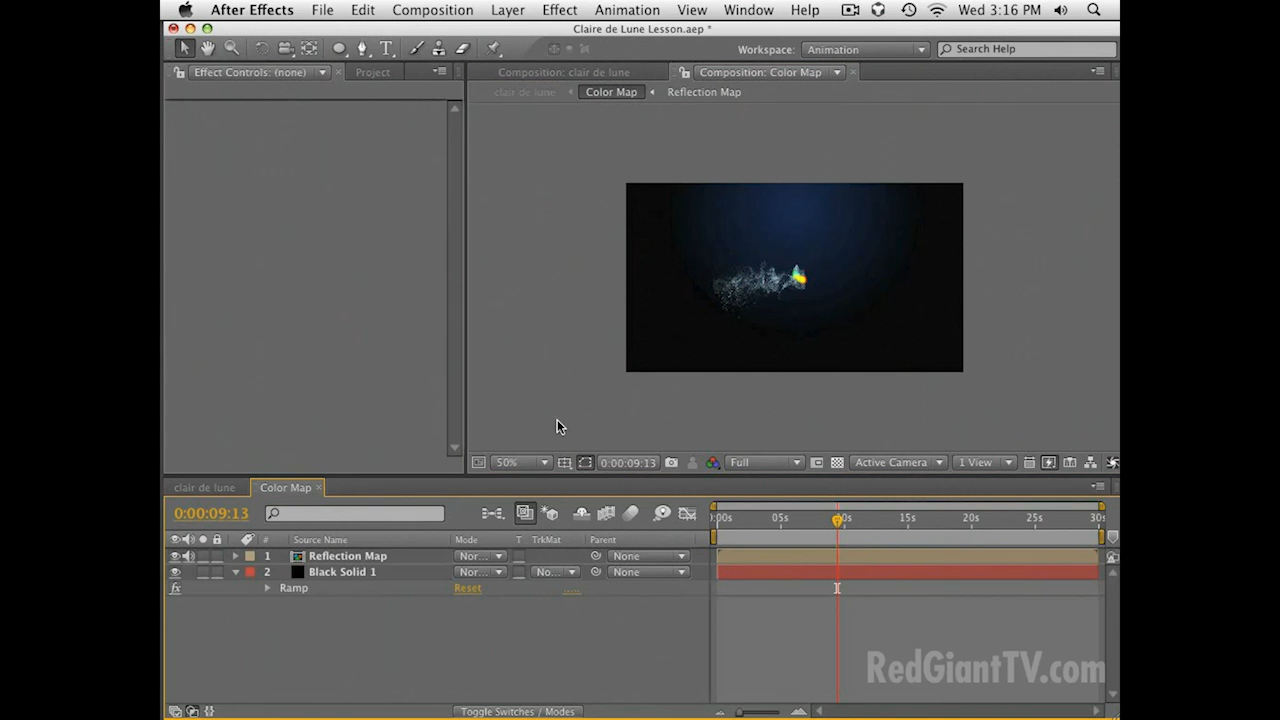 After Effects File Edit Composition Layer Effect Animation View Window Help Wed 3:16 PM
Claire de Lune Lesson.aep *
Workspace: Animation Search Help
Effect Controls: (none) Project Composition: clair de lune Composition: Color Map
clair de lune Color Map Reflection Map
50% 0:00:09:13 Full Active Camera 1 View
clair de lune Color Map
0:00:09:13 :00s 05s 0s 15s 20s 25s 30s
# Source Name Mode T TrkMat Parent
1 Reflection Map Nor... None
2 Black Solid 1 Nor... No... None
fx Ramp Reset .....
RedGiantTV.com
Toggle Switches / Modes